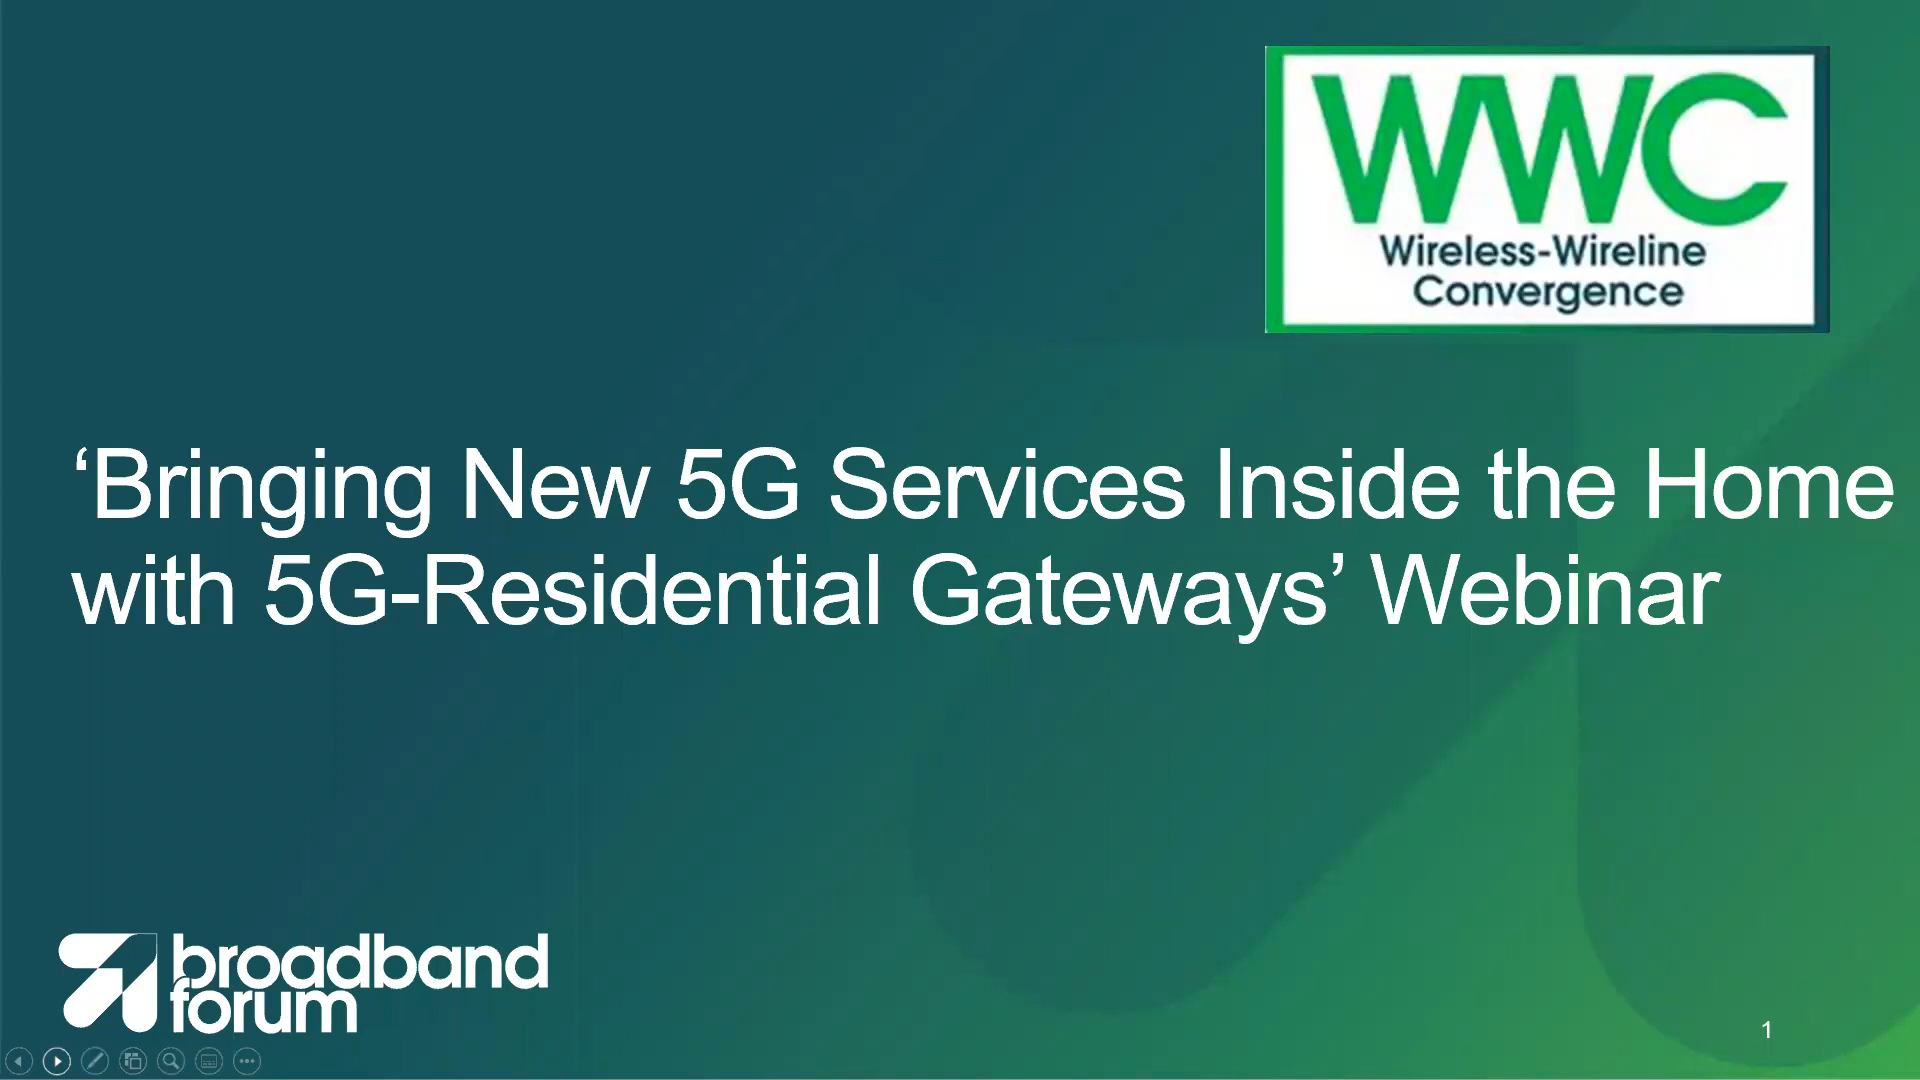 WWC
Wireless-Wireline
Convergence
‘Bringing New 5G Services Inside the Home
with 5G-Residential Gateways’ Webinar
broadband
forum
1